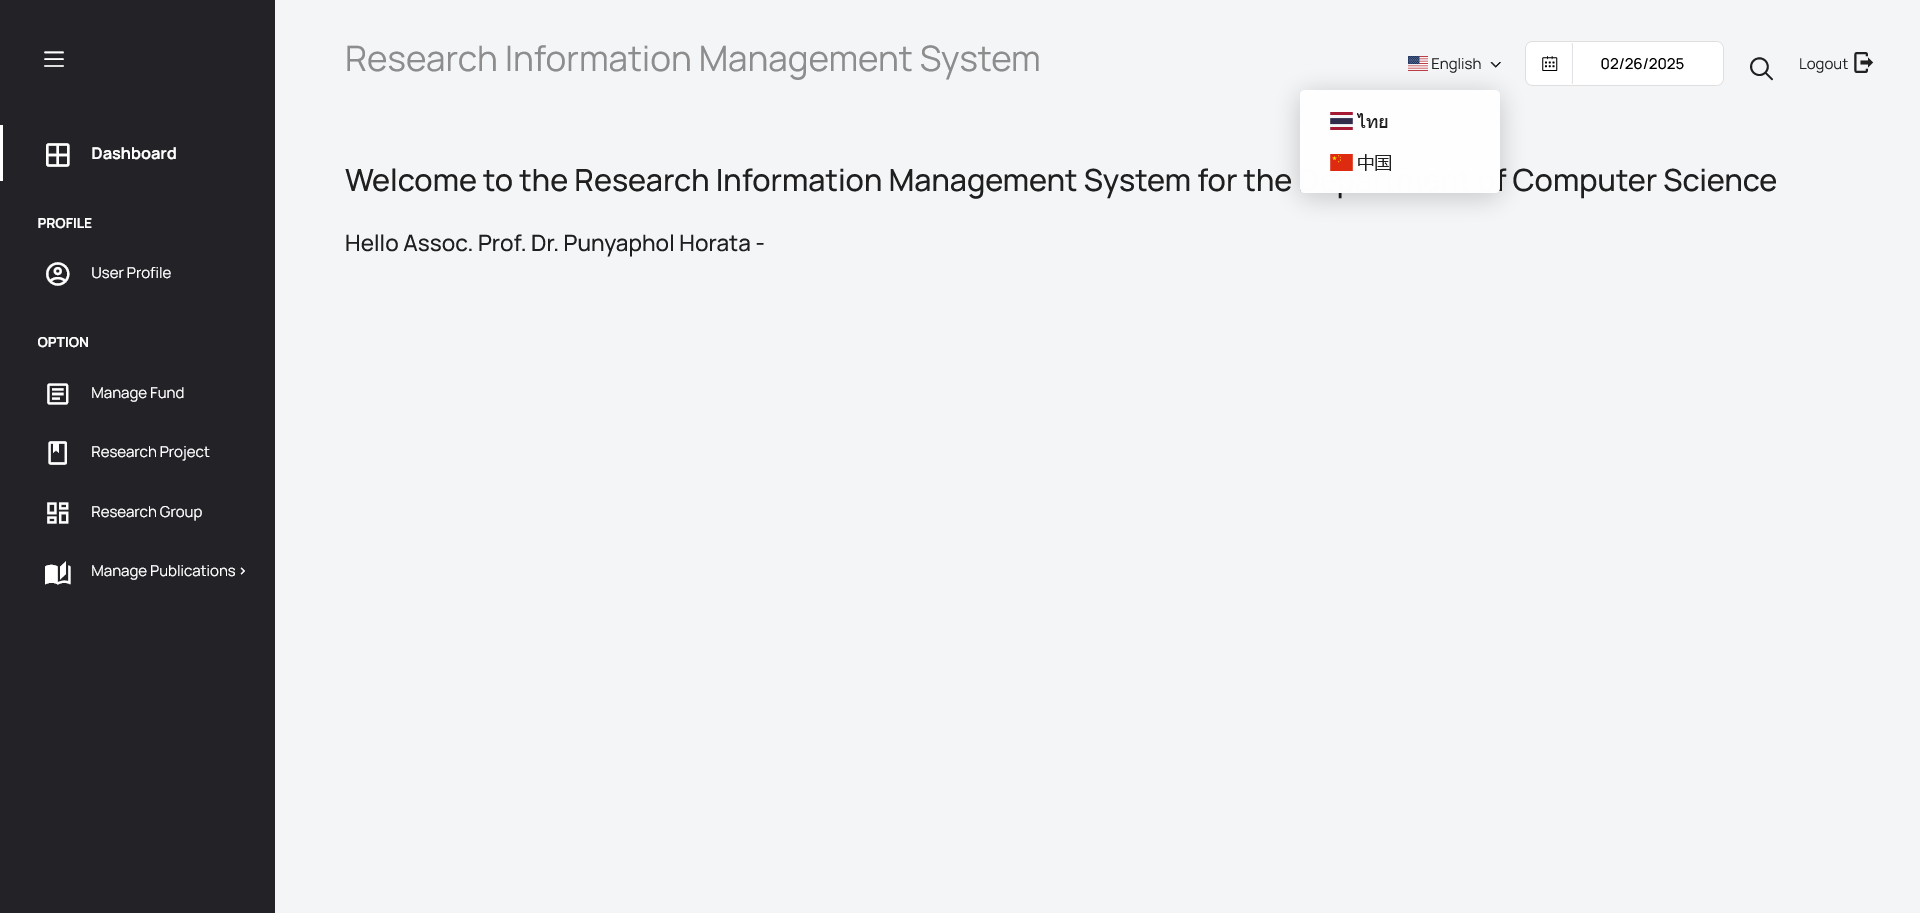 Research Information Management System
English
02/26/2025
Logout
ไทย
中国
Dashboard
Welcome to the Research Information Management System for the Computer Science
Hello Assoc. Prof. Dr. Punyaphol Horata -
PROFILE
User Profile
OPTION
Manage Fund
Research Project
Research Group
Manage Publications